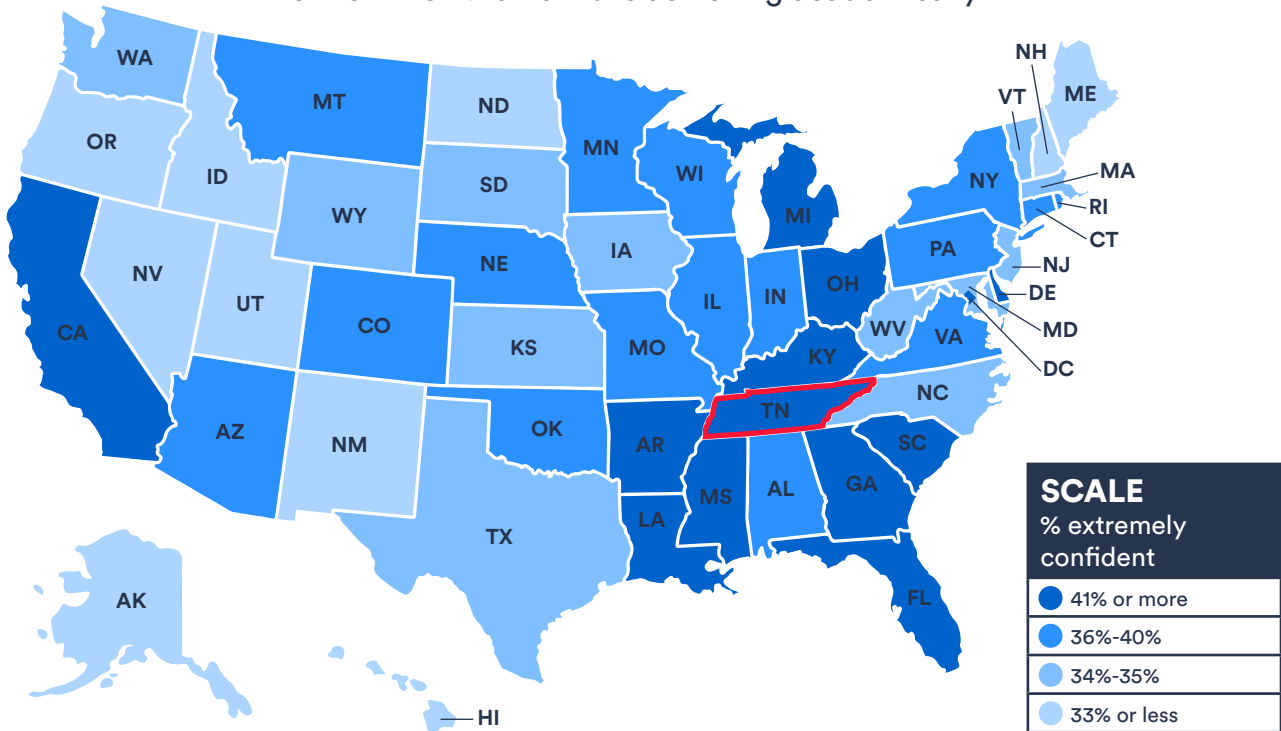 WA
MT
ND
NH
VT
ME
OR
MN
ID
SD
WI
NY
MA
WY
MI
RI
CT
NV
NE
IA
PA
NJ
UT
CO
IL
IN
OH
DE
CA
KS
MO
WV
VA
MD
KY
DC
AZ
NM
OK
TN
NC
AR
SC
MS
AL
GA
LA
TX
FL
AK
HI
SCALE
% extremely
confident
41% or more
36%-40%
34%-35%
33% or less